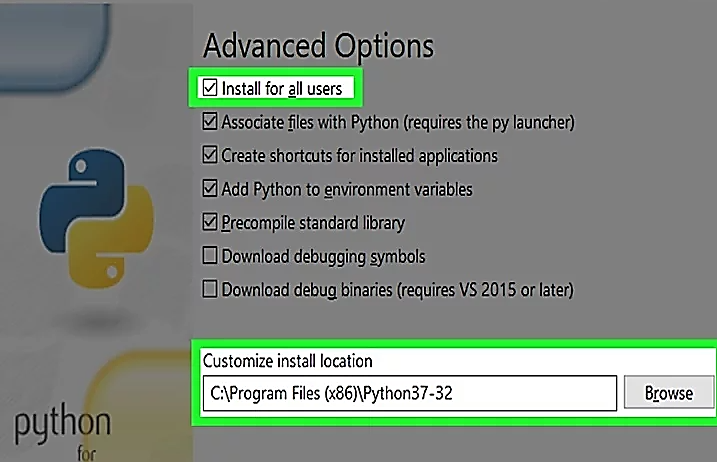 Advanced Options
Install for all users
Associate files with Python (requires the py launcher)
Create shortcuts for installed applications
Add Python to environment variables
Precompile standard library
Download debugging symbols
Download debug binaries (requires VS 2015 or later)
Customize install location
C:\Program Files (x86)\Python37-32
Browse
python
for